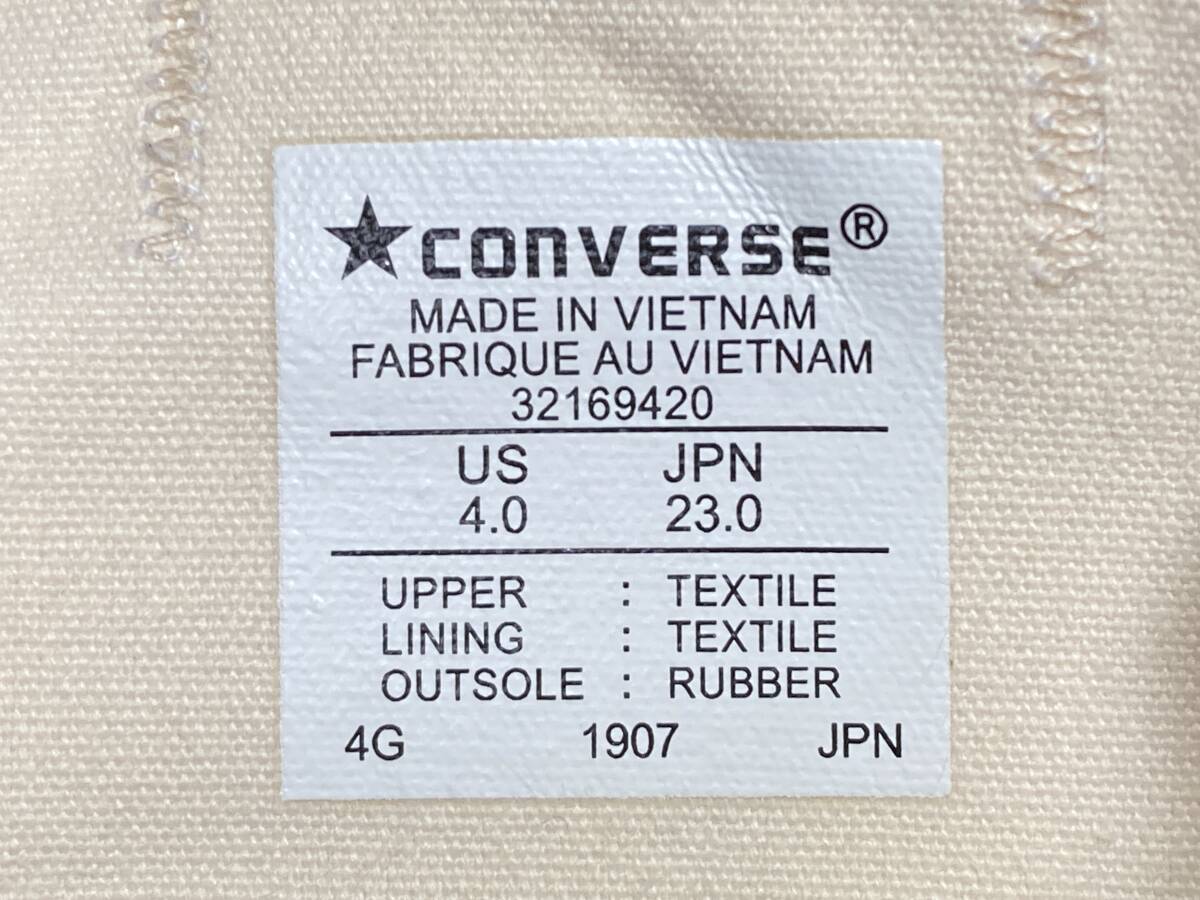 ★CONVERSE®
MADE IN VIETNAM
FABRIQUE AU VIETNAM
32169420
US JPN
4.0 23.0
UPPER : TEXTILE
LINING : TEXTILE
OUTSOLE : RUBBER
4G 1907 JPN